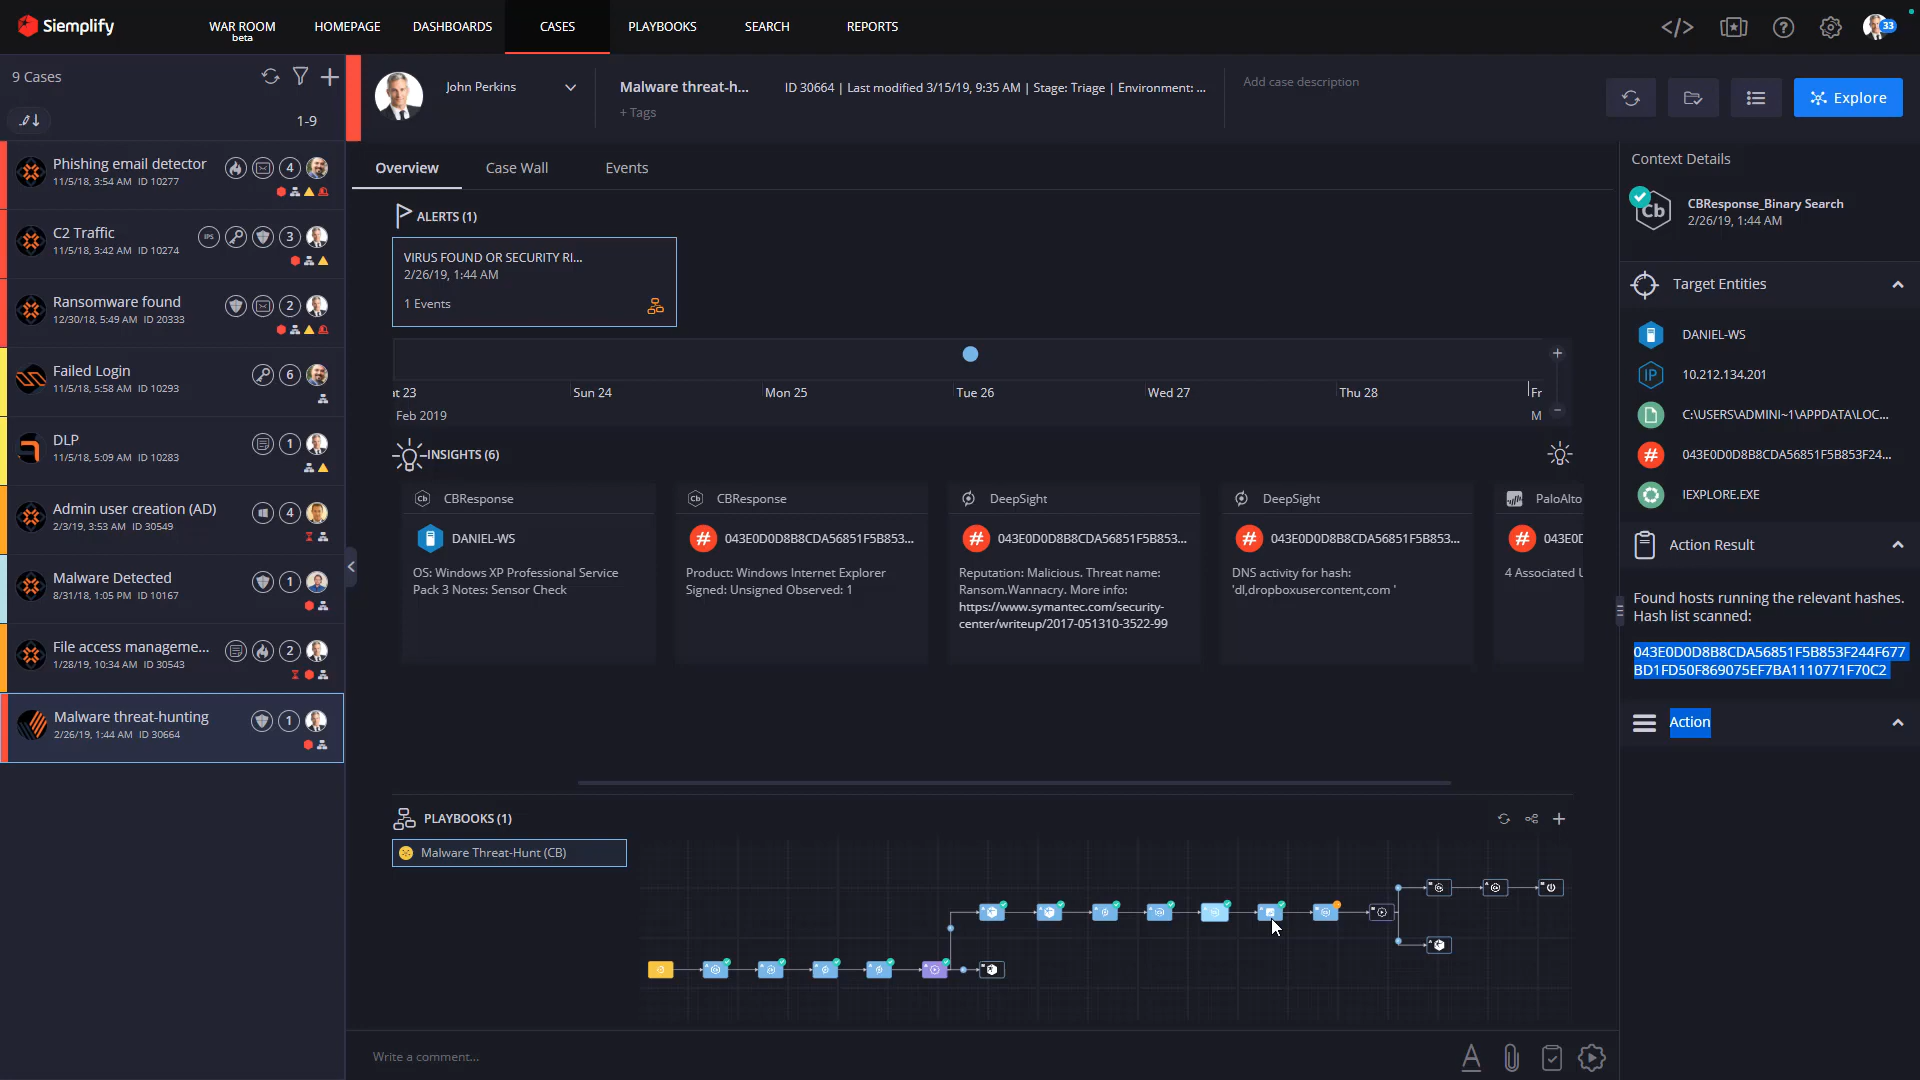 Siemplify
WAR ROOM
beta
HOMEPAGE
DASHBOARDS
CASES
PLAYBOOKS
SEARCH
REPORTS
</>
?
33
9 Cases
1-9
Phishing email detector
11/5/18, 3:54 AM ID 10277
4
C2 Traffic
11/5/18, 3:42 AM ID 10274
IPS
3
Ransomware found
12/30/18, 5:49 AM ID 20333
2
Failed Login
11/5/18, 5:58 AM ID 10293
6
DLP
11/5/18, 5:09 AM ID 10283
1
Admin user creation (AD)
2/3/19, 3:53 AM ID 30549
4
Malware Detected
8/31/18, 1:05 PM ID 10167
1
File access manageme...
1/28/19, 10:34 AM ID 30543
2
Malware threat-hunting
2/26/19, 1:44 AM ID 30664
1
John Perkins
Malware threat-h...
+ Tags
ID 30664 | Last modified 3/15/19, 9:35 AM | Stage: Triage | Environment: ...
Add case description
Explore
Overview
Case Wall
Events
ALERTS (1)
VIRUS FOUND OR SECURITY RI...
2/26/19, 1:44 AM
1 Events
at 23
Sun 24
Mon 25
Tue 26
Wed 27
Thu 28
Fr
Feb 2019
M
INSIGHTS (6)
Cb CBResponse
DANIEL-WS
OS: Windows XP Professional Service
Pack 3 Notes: Sensor Check
Cb CBResponse
# 043E0D0D8B8CDA56851F5B853...
Product: Windows Internet Explorer
Signed: Unsigned Observed: 1
DeepSight
# 043E0D0D8B8CDA56851F5B853...
Reputation: Malicious. Threat name:
Ransom.Wannacry. More info:
https://www.symantec.com/security-
center/writeup/2017-051310-3522-99
DeepSight
# 043E0D0D8B8CDA56851F5B853...
DNS activity for hash:
'dl,dropboxusercontent,com '
PaloAlto
# 043E0D
4 Associated U
PLAYBOOKS (1)
Malware Threat-Hunt (CB)
Write a comment...
A
Context Details
Cb
CBResponse_Binary Search
2/26/19, 1:44 AM
Target Entities
DANIEL-WS
IP 10.212.134.201
C:\USERS\ADMINI~1\APPDATA\LOC...
# 043E0D0D8B8CDA56851F5B853F24...
IEXPLORE.EXE
Action Result
Found hosts running the relevant hashes.
Hash list scanned:
043E0D0D8B8CDA56851F5B853F244F677
BD1FD50F869075EF7BA1110771F70C2
Action